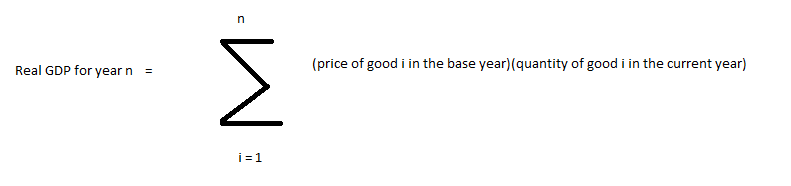 n
Real GDP for year n = ∑ (price of good i in the base year)(quantity of good i in the current year)
i = 1